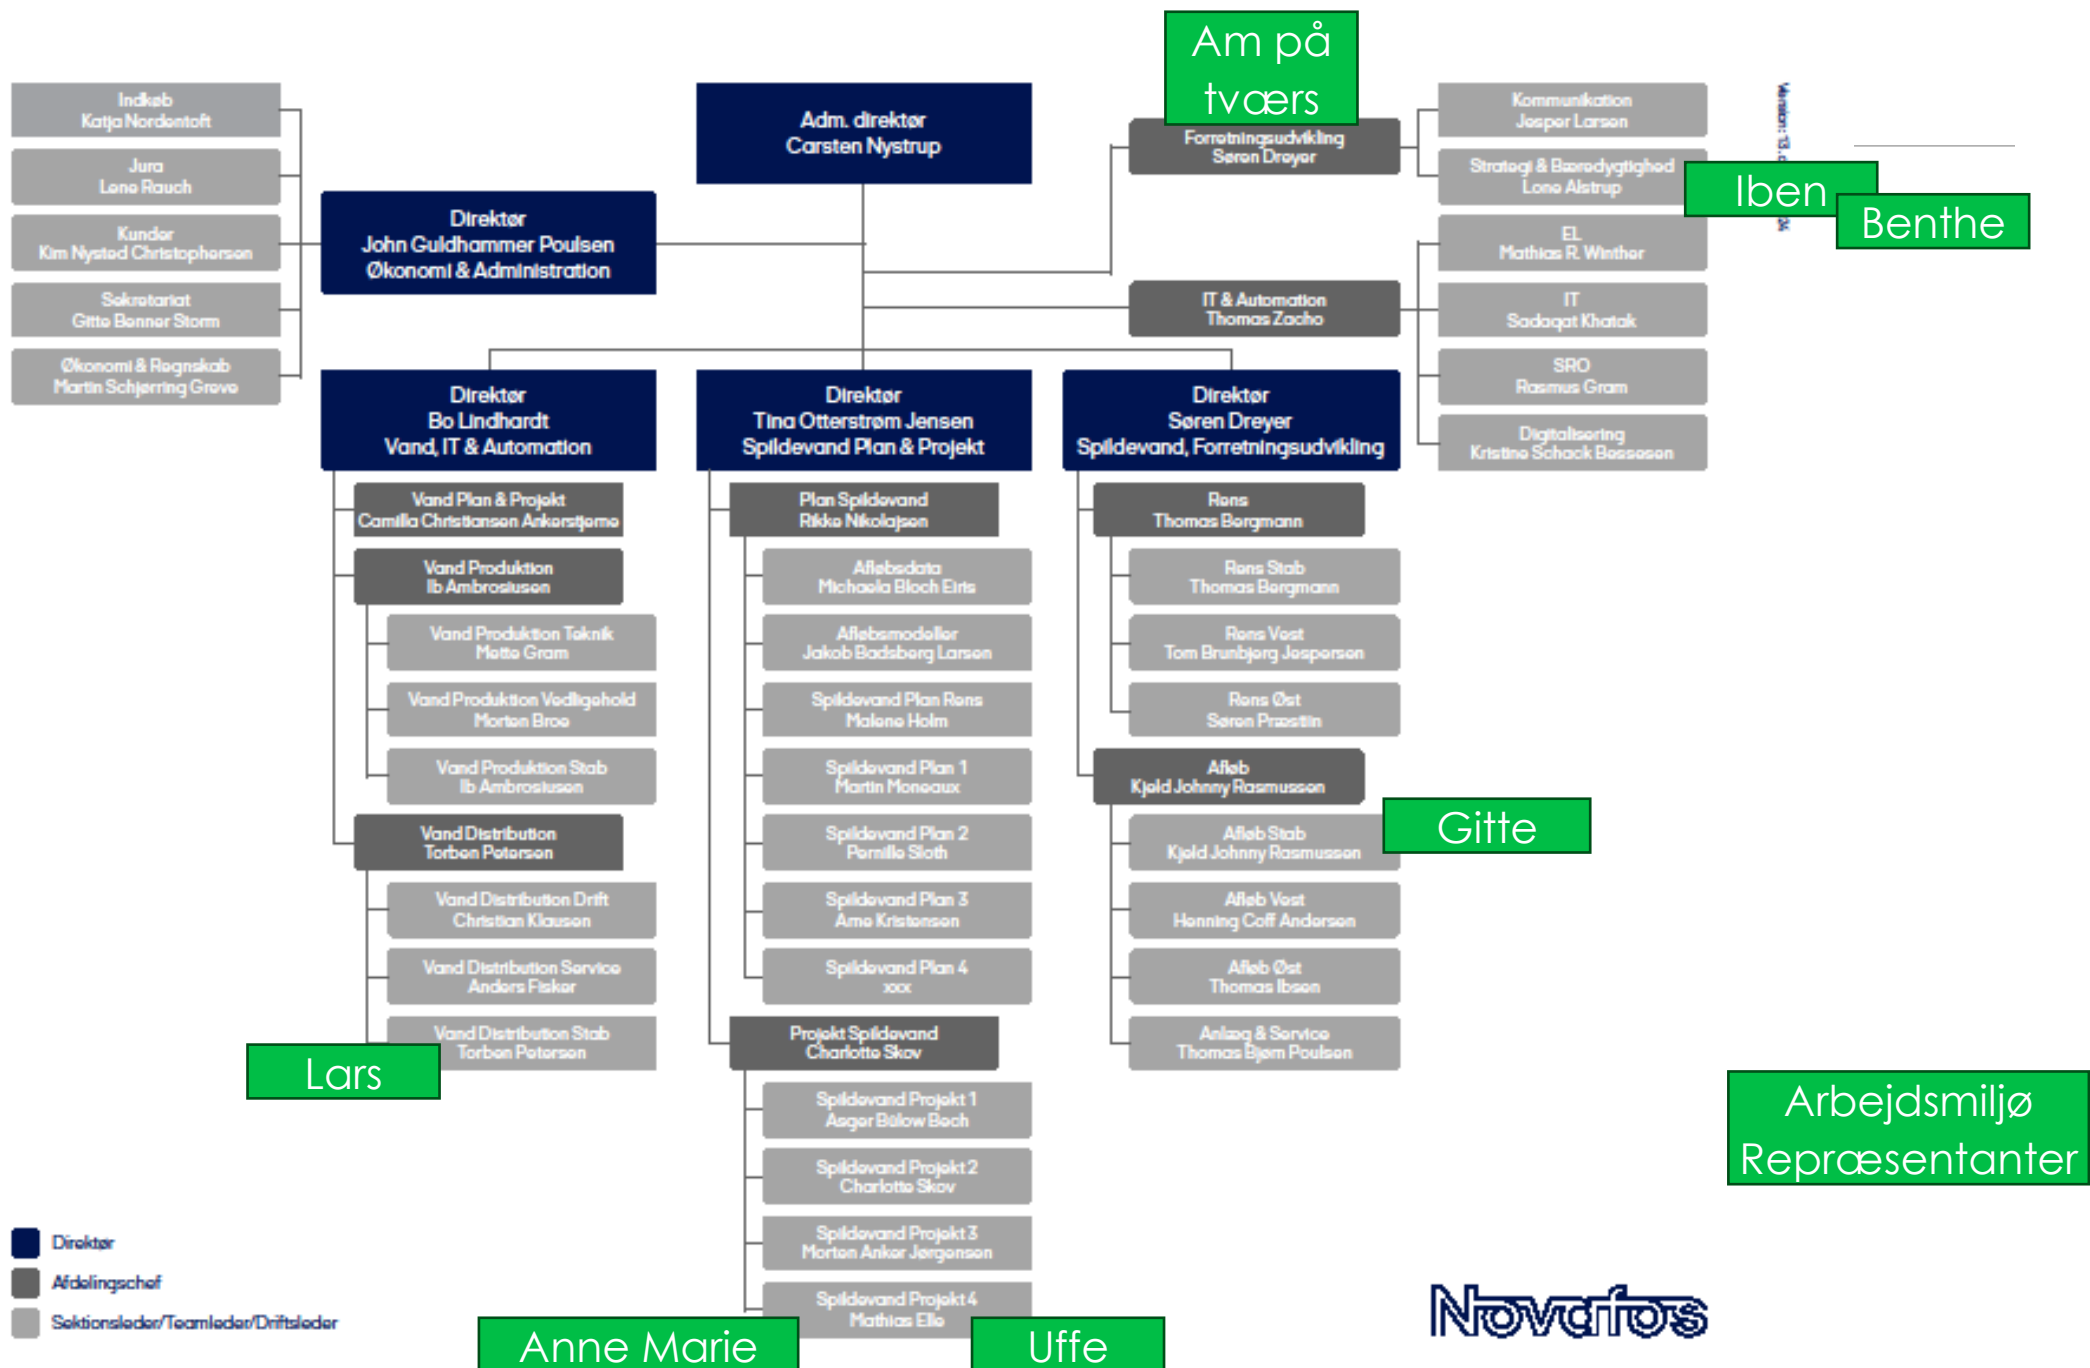 Am på
tværs
Indkøb
Katja Nordentoft
Jura
Lene Rauch
Kunder
Kim Nysted Christophersen
Sekretariat
Gitte Benner Storm
Økonomi & Regnskab
Martin Schjørring Greve
Adm. direktør
Carsten Nystrup
Direktør
John Guldhammer Poulsen
Økonomi & Administration
Forretningsudvikling
Søren Dreyer
Kommunikation
Jesper Larsen
Strategi & Bæredygtighed
Lone Alstrup
Iben
Benthe
IT & Automation
Thomas Zacho
EL
Mathias R. Winther
IT
Sadaqat Khatak
SRO
Rasmus Gram
Digitalisering
Kristine Schack Bessesen
Direktør
Bo Lindhardt
Vand, IT & Automation
Vand Plan & Projekt
Camilla Christiansen Ankerstjerne
Vand Produktion
Ib Ambrosiusen
Vand Produktion Teknik
Mette Gram
Vand Produktion Vedligehold
Morten Broe
Vand Produktion Stab
Ib Ambrosiusen
Vand Distribution
Torben Petersen
Vand Distribution Drift
Christian Klausen
Vand Distribution Service
Anders Fisker
Vand Distribution Stab
Torben Petersen
Lars
Direktør
Tina Otterstrøm Jensen
Spildevand Plan & Projekt
Plan Spildevand
Rikke Nikolajsen
Afløbsdata
Michaela Bloch Eiris
Afløbsmodeller
Jakob Badsberg Larsen
Spildevand Plan Rens
Malene Holm
Spildevand Plan 1
Martin Moneaux
Spildevand Plan 2
Pernille Sloth
Spildevand Plan 3
Arne Kristensen
Spildevand Plan 4
xxx
Projekt Spildevand
Charlotte Skov
Spildevand Projekt 1
Asger Bülow Bech
Spildevand Projekt 2
Charlotte Skov
Spildevand Projekt 3
Morten Anker Jørgensen
Spildevand Projekt 4
Mathias Elle
Anne Marie
Uffe
Direktør
Søren Dreyer
Spildevand, Forretningsudvikling
Rens
Thomas Bergmann
Rens Stab
Thomas Bergmann
Rens Vest
Tom Brunbjerg Jespersen
Rens Øst
Søren Præstiin
Afløb
Kjeld Johnny Rasmussen
Afløb Stab
Kjeld Johnny Rasmussen
Gitte
Afløb Vest
Henning Coff Andersen
Afløb Øst
Thomas Ibsen
Anlæg & Service
Thomas Bjørn Poulsen
Arbejdsmiljø
Repræsentanter
Direktør
Afdelingschef
Sektionsleder/Teamleder/Driftsleder
Novafos
Version: 13.